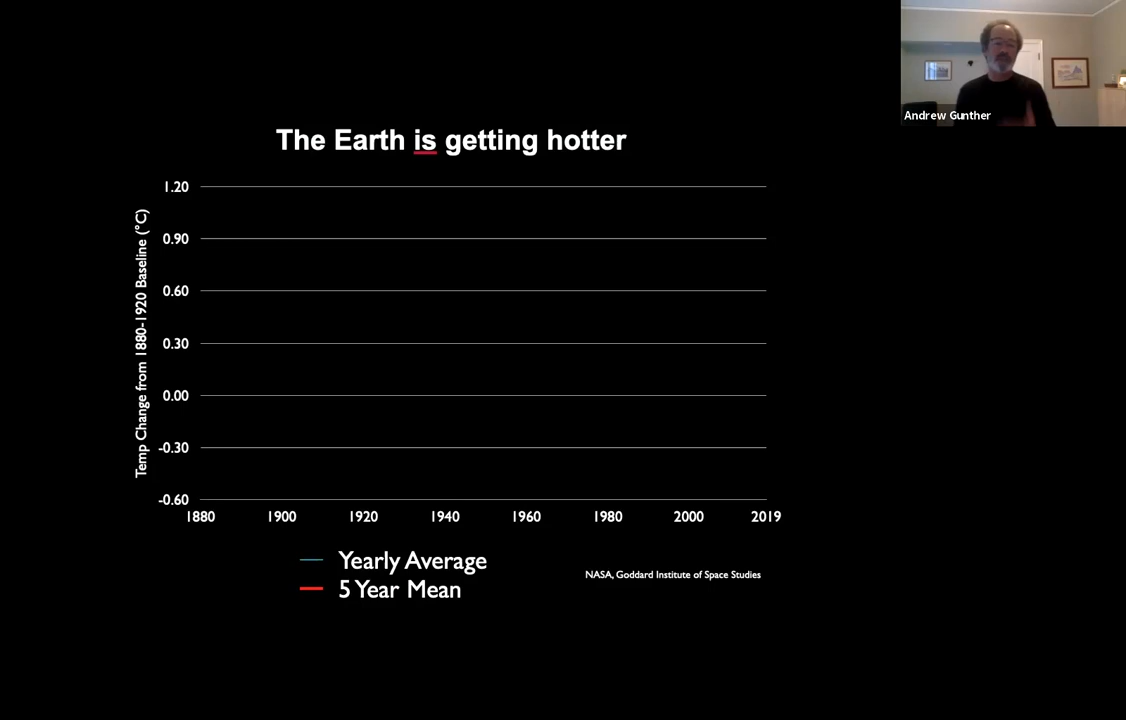 Andrew Gunther
The Earth is getting hotter
Temp Change from 1880-1920 Baseline (°C)
1.20
0.90
0.60
0.30
0.00
-0.30
-0.60
1880 1900 1920 1940 1960 1980 2000 2019
Yearly Average
5 Year Mean
NASA, Goddard Institute of Space Studies